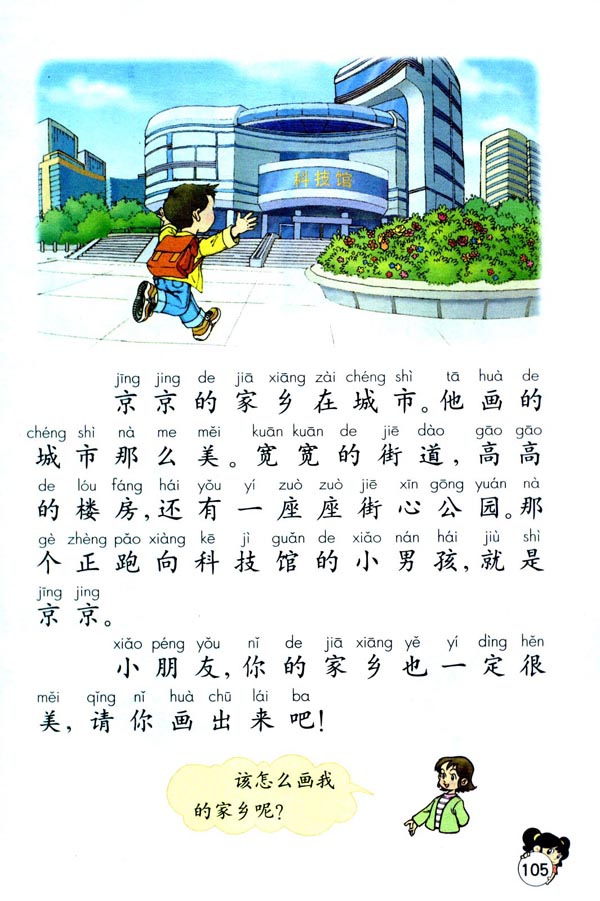 科技馆
jīng jing de jiā xiāng zài chéng shì tā huà de
京京的家乡在城市。他画的
chéng shì nà me měi kuān kuān de jiē dào gāo gāo
城市那么美。宽宽的街道,高高
de lóu fáng hái yǒu yí zuò zuò jiē xīn gōng yuán nà
的楼房,还有一座座街心公园。那
gè zhèng pǎo xiàng kē jì guǎn de xiǎo nán hái jiù shì
个正跑向科技馆的小男孩,就是
jīng jing
京京。
xiǎo péng yǒu nǐ de jiā xiāng yě yí dìng hěn
小朋友,你的家乡也一定很
měi qǐng nǐ huà chū lái ba
美,请你画出来吧!
该怎么画我
的家乡呢?
105